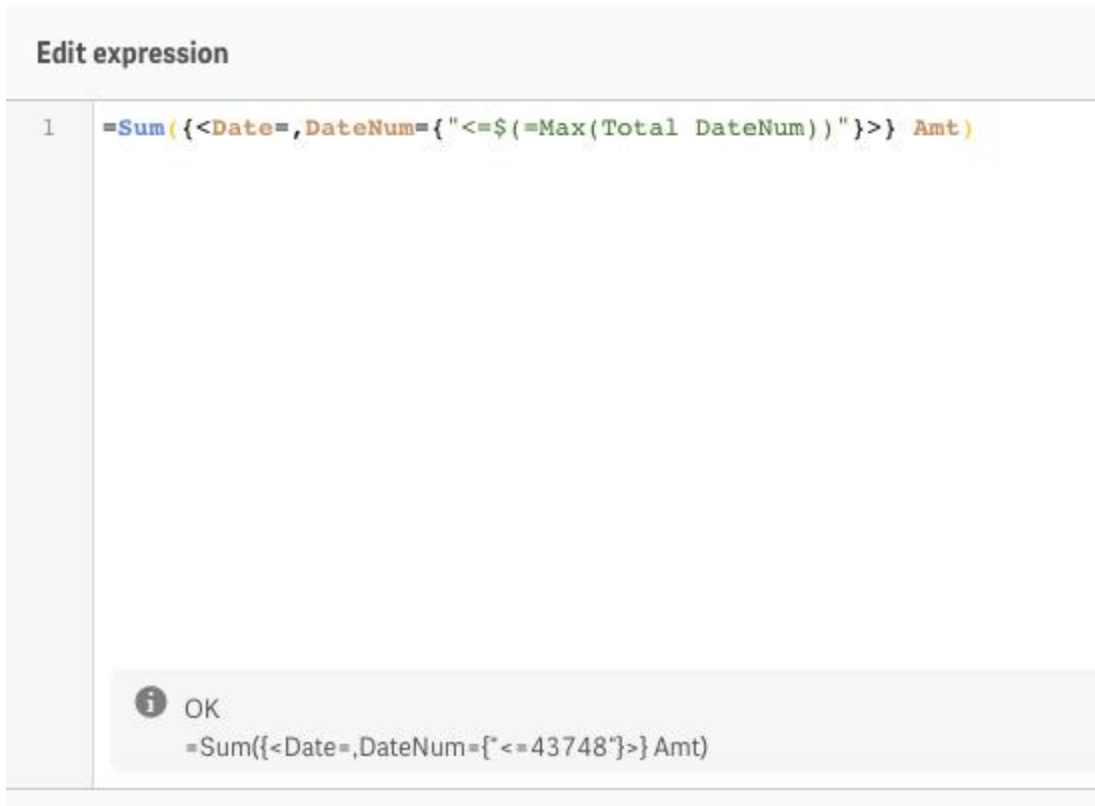 Edit expression
1 =Sum({<Date=,DateNum={"<=$(=Max(Total DateNum))"}>} Amt)
OK
=Sum({<Date=,DateNum={"<=43748"}>} Amt)